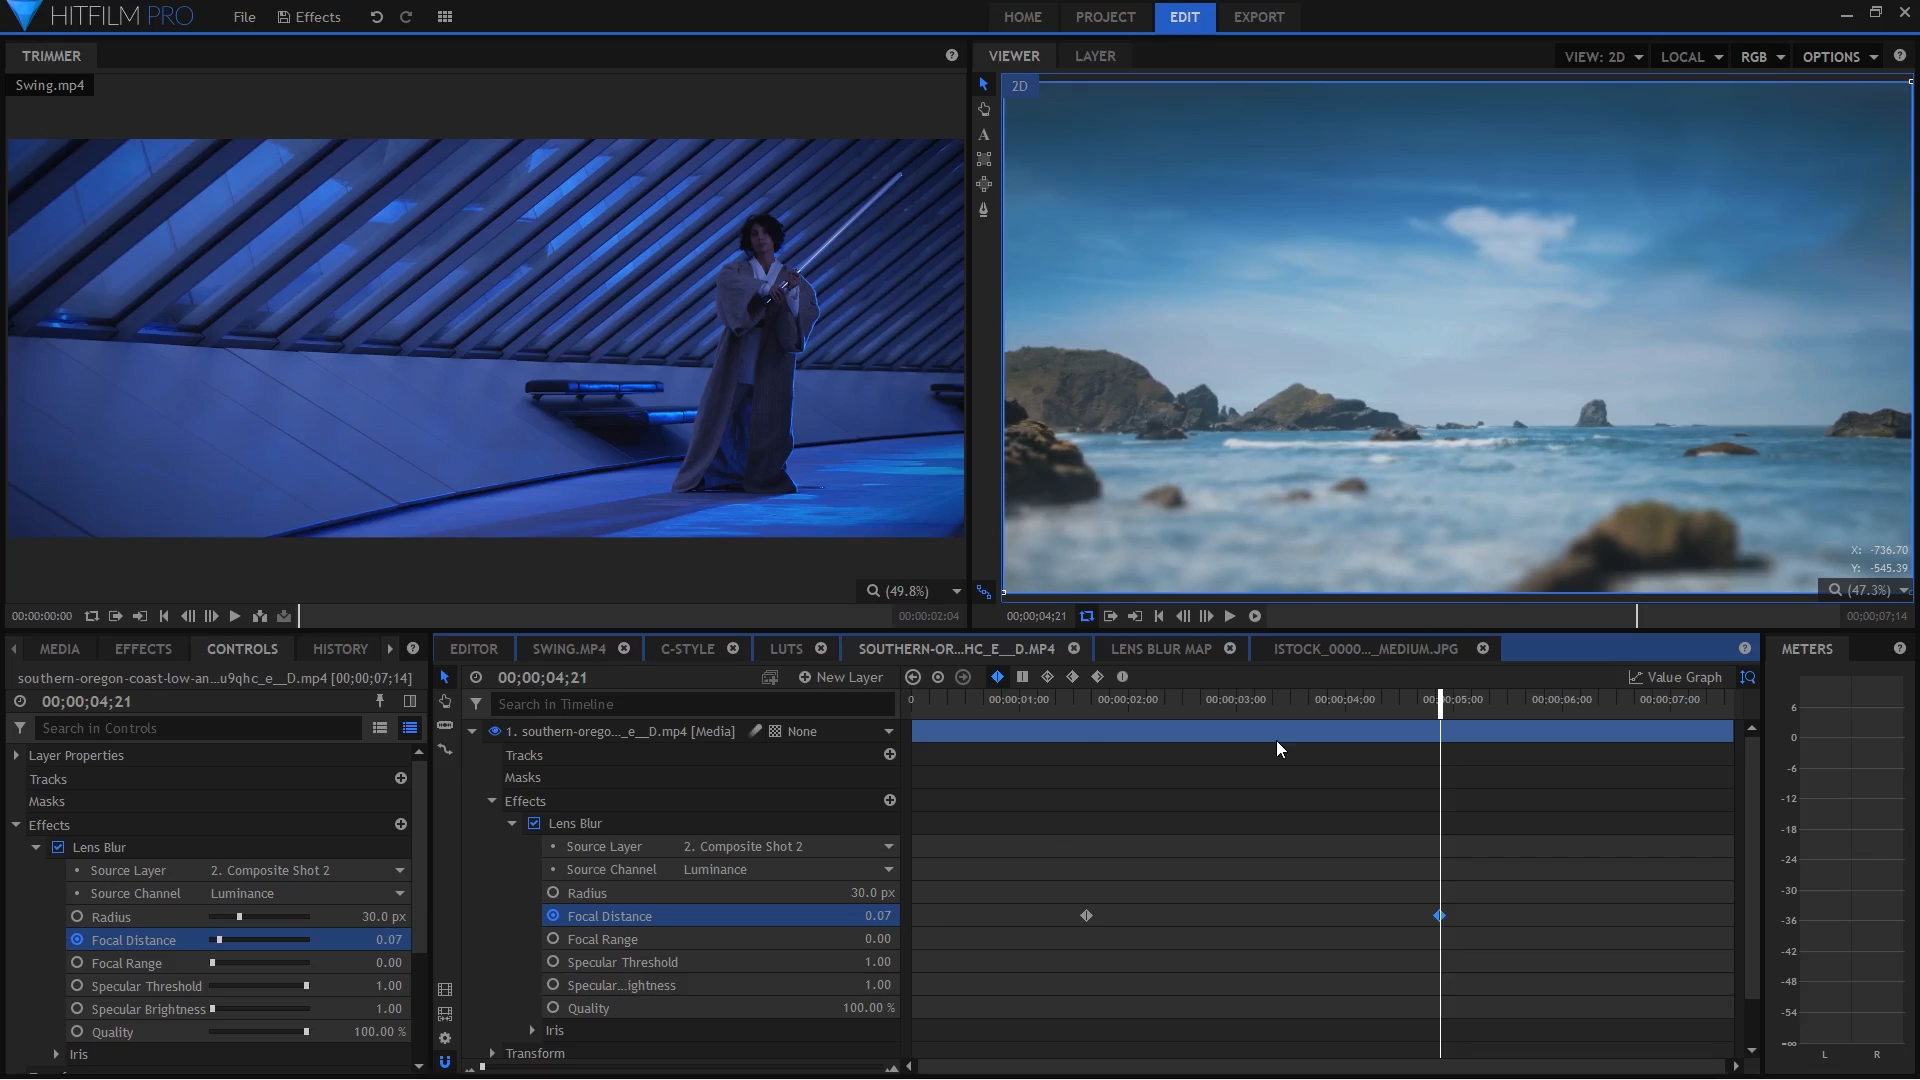 HITFILM PRO File Effects HOME PROJECT EDIT EXPORT
TRIMMER
Swing.mp4
(49.8%)
00:00:00:00 00:00:02:04
VIEWER LAYER VIEW: 2D LOCAL RGB OPTIONS
2D
A
X: -736.70
Y: -545.39
(47.3%)
00;00;04;21 00;00;07;14
MEDIA EFFECTS CONTROLS HISTORY
southern-oregon-coast-low-an...u9qhc_e__D.mp4 [00;00;07;14]
00;00;04;21
Search in Controls
Layer Properties
Tracks
Masks
Effects
Lens Blur
Source Layer 2. Composite Shot 2
Source Channel Luminance
Radius 30.0 px
Focal Distance 0.07
Focal Range 0.00
Specular Threshold 1.00
Specular Brightness 1.00
Quality 100.00 %
Iris
EDITOR SWING.MP4 C-STYLE LUTS SOUTHERN-OR...HC_E__D.MP4 LENS BLUR MAP ISTOCK_0000..._MEDIUM.JPG
00;00;04;21 New Layer Value Graph
Search in Timeline
0 00;00;01;00 00;00;02;00 00;00;03;00 00;00;04;00 00;00;05;00 00;00;06;00 00;00;07;00
1. southern-orego..._e__D.mp4 [Media] None
Tracks
Masks
Effects
Lens Blur
Source Layer 2. Composite Shot 2
Source Channel Luminance
Radius 30.0 px
Focal Distance 0.07
Focal Range 0.00
Specular Threshold 1.00
Specular...ightness 1.00
Quality 100.00 %
Iris
Transform
METERS
6
0
-6
-12
-18
-24
-30
-36
-42
-48
-54
-∞
L R